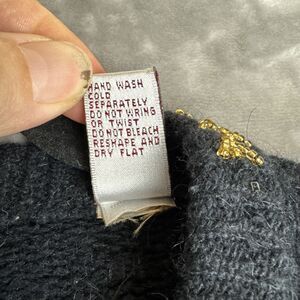 HAND WASH
COLD
SEPARATELY
DO NOT WRING
OR TWIST
DO NOT BLEACH
RESHAPE AND
DRY FLAT